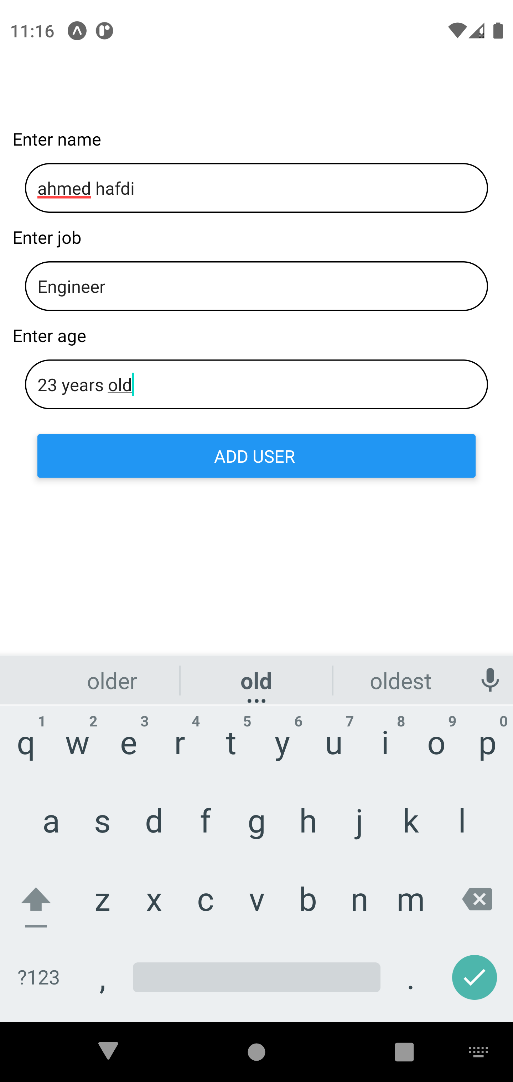 11:16
Enter name
ahmed hafdi
Enter job
Engineer
Enter age
23 years old
ADD USER
older old oldest
1 2 3 4 5 6 7 8 9 0
q w e r t y u i o p
a s d f g h j k l
z x c v b n m
?123 , .